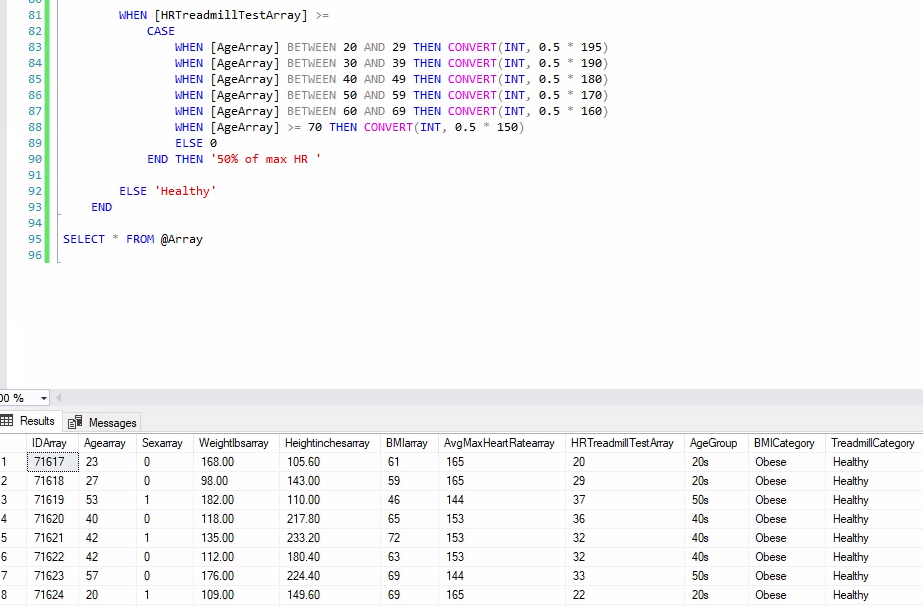 81 WHEN [HRTreadmillTestArray] >=
82 CASE
83 WHEN [AgeArray] BETWEEN 20 AND 29 THEN CONVERT(INT, 0.5 * 195)
84 WHEN [AgeArray] BETWEEN 30 AND 39 THEN CONVERT(INT, 0.5 * 190)
85 WHEN [AgeArray] BETWEEN 40 AND 49 THEN CONVERT(INT, 0.5 * 180)
86 WHEN [AgeArray] BETWEEN 50 AND 59 THEN CONVERT(INT, 0.5 * 170)
87 WHEN [AgeArray] BETWEEN 60 AND 69 THEN CONVERT(INT, 0.5 * 160)
88 WHEN [AgeArray] >= 70 THEN CONVERT(INT, 0.5 * 150)
89 ELSE 0
90 END THEN '50% of max HR '
91
92 ELSE 'Healthy'
93 END
94
95 SELECT * FROM @Array
96
00 %
Results Messages
IDArray Agearray Sexarray Weightlbsarray Heightinchesarray BMIarray AvgMaxHeartRatearray HRTreadmillTestArray AgeGroup BMICategory TreadmillCategory
1 71617 23 0 168.00 105.60 61 165 20 20s Obese Healthy
2 71618 27 0 98.00 143.00 59 165 29 20s Obese Healthy
3 71619 53 1 182.00 110.00 46 144 37 50s Obese Healthy
4 71620 40 0 118.00 217.80 65 153 36 40s Obese Healthy
5 71621 42 1 135.00 233.20 72 153 32 40s Obese Healthy
6 71622 42 0 112.00 180.40 63 153 32 40s Obese Healthy
7 71623 57 0 176.00 224.40 69 144 33 50s Obese Healthy
8 71624 20 1 109.00 149.60 69 165 22 20s Obese Healthy